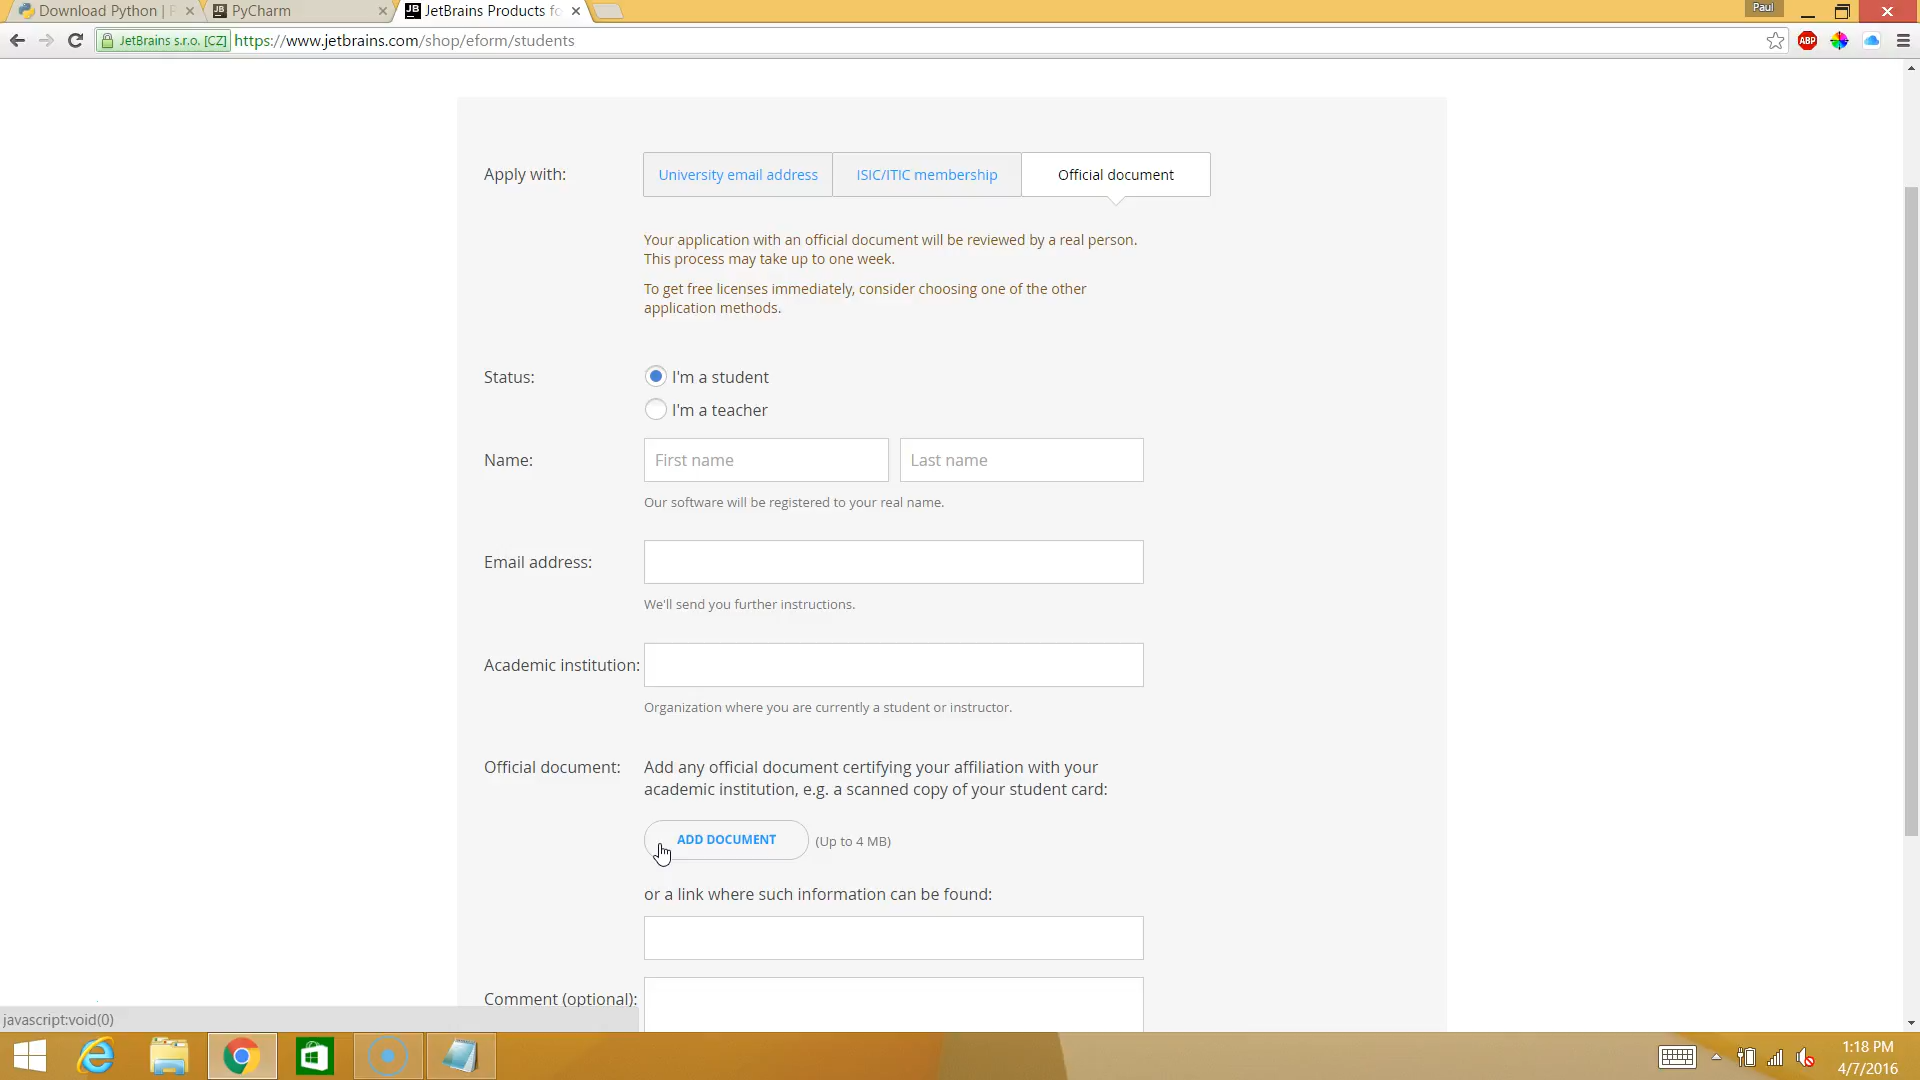 Download Python | P
PyCharm
JetBrains Products fo
Paul
JetBrains s.r.o. [CZ]
https://www.jetbrains.com/shop/eform/students
ABP
Apply with:
University email address
ISIC/ITIC membership
Official document
Your application with an official document will be reviewed by a real person.
This process may take up to one week.
To get free licenses immediately, consider choosing one of the other
application methods.
Status:
I'm a student
I'm a teacher
Name:
First name
Last name
Our software will be registered to your real name.
Email address:
We'll send you further instructions.
Academic institution:
Organization where you are currently a student or instructor.
Official document:
Add any official document certifying your affiliation with your
academic institution, e.g. a scanned copy of your student card:
ADD DOCUMENT
(Up to 4 MB)
or a link where such information can be found:
Comment (optional):
javascript:void(0)
1:18 PM
4/7/2016